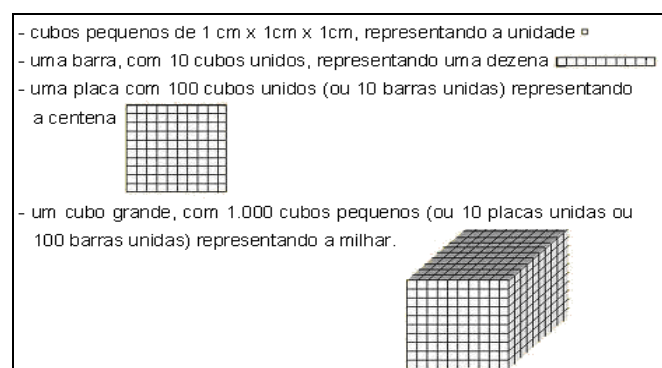 - cubos pequenos de 1 cm x 1cm x 1cm, representando a unidade
- uma barra, com 10 cubos unidos, representando uma dezena
- uma placa com 100 cubos unidos (ou 10 barras unidas) representando
a centena
- um cubo grande, com 1.000 cubos pequenos (ou 10 placas unidas ou
100 barras unidas) representando a milhar.